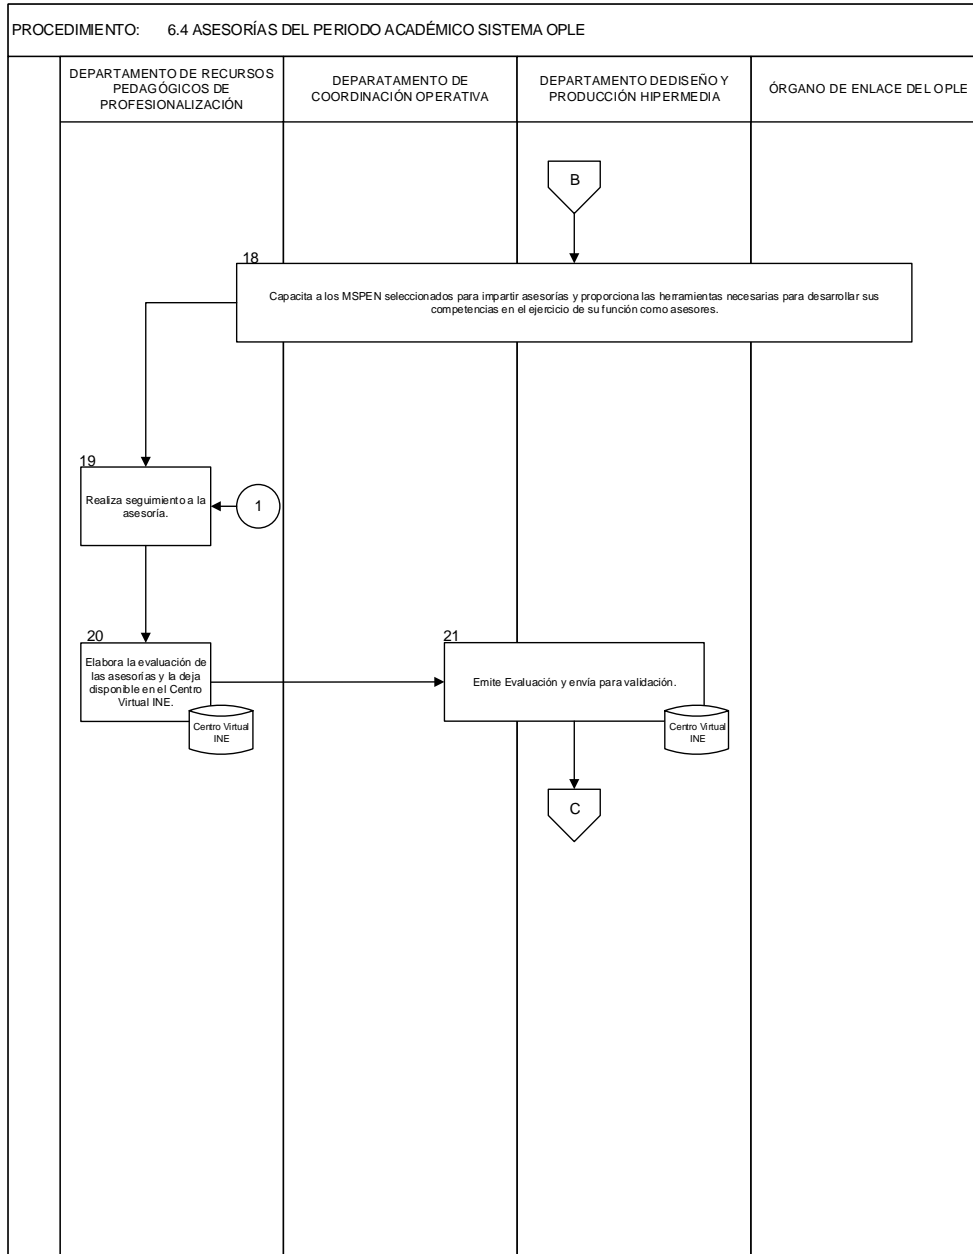 PROCEDIMIENTO: 6.4 ASESORÍAS DEL PERIODO ACADÉMICO SISTEMA OPLE
DEPARTAMENTO DE RECURSOS
PEDAGÓGICOS DE
PROFESIONALIZACIÓN
DEPARATAMENTO DE
COORDINACIÓN OPERATIVA
DEPARTAMENTO DE DISEÑO Y
PRODUCCIÓN HIPERMEDIA
ÓRGANO DE ENLACE DEL OPLE
B
18
Capacita a los MSPEN seleccionados para impartir asesorías y proporciona las herramientas necesarias para desarrollar sus
competencias en el ejercicio de su función como asesores.
19
Realiza seguimiento a la
asesoría.
1
20
Elabora la evaluación de
las asesorías y la deja
disponible en el Centro
Virtual INE.
Centro Virtual
INE
21
Emite Evaluación y envía para validación.
Centro Virtual
INE
C